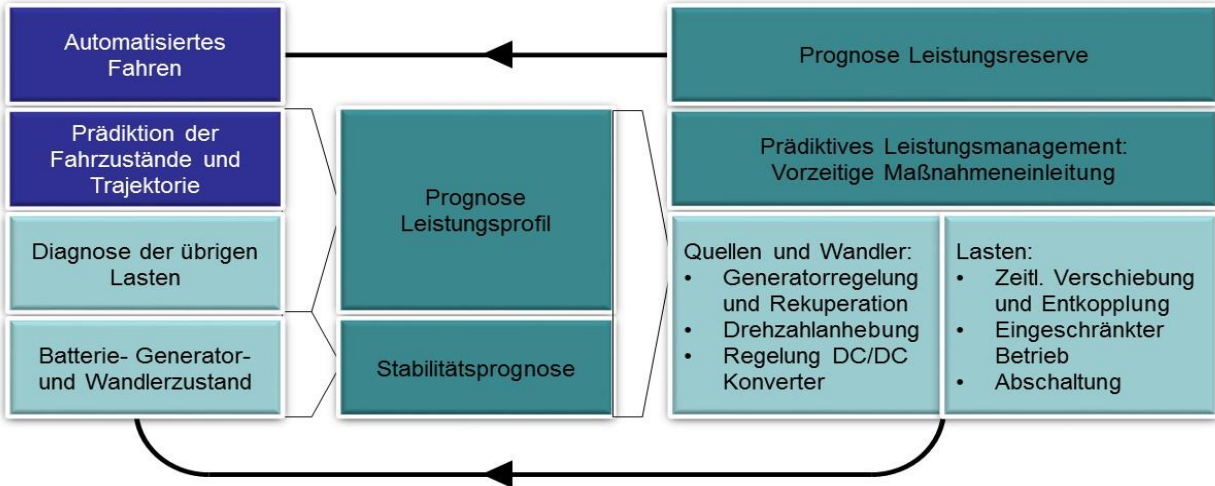 Automatisiertes
Fahren
Prädiktion der
Fahrzustände und
Trajektorie
Diagnose der übrigen
Lasten
Batterie- Generator-
und Wandlerzustand
Prognose
Leistungsprofil
Stabilitätsprognose
Prognose Leistungsreserve
Prädiktives Leistungsmanagement:
Vorzeitige Maßnahmeneinleitung
Quellen und Wandler:
• Generatorregelung
und Rekuperation
• Drehzahlanhebung
• Regelung DC/DC
Konverter
Lasten:
• Zeitl. Verschiebung
und Entkopplung
• Eingeschränkter
Betrieb
• Abschaltung